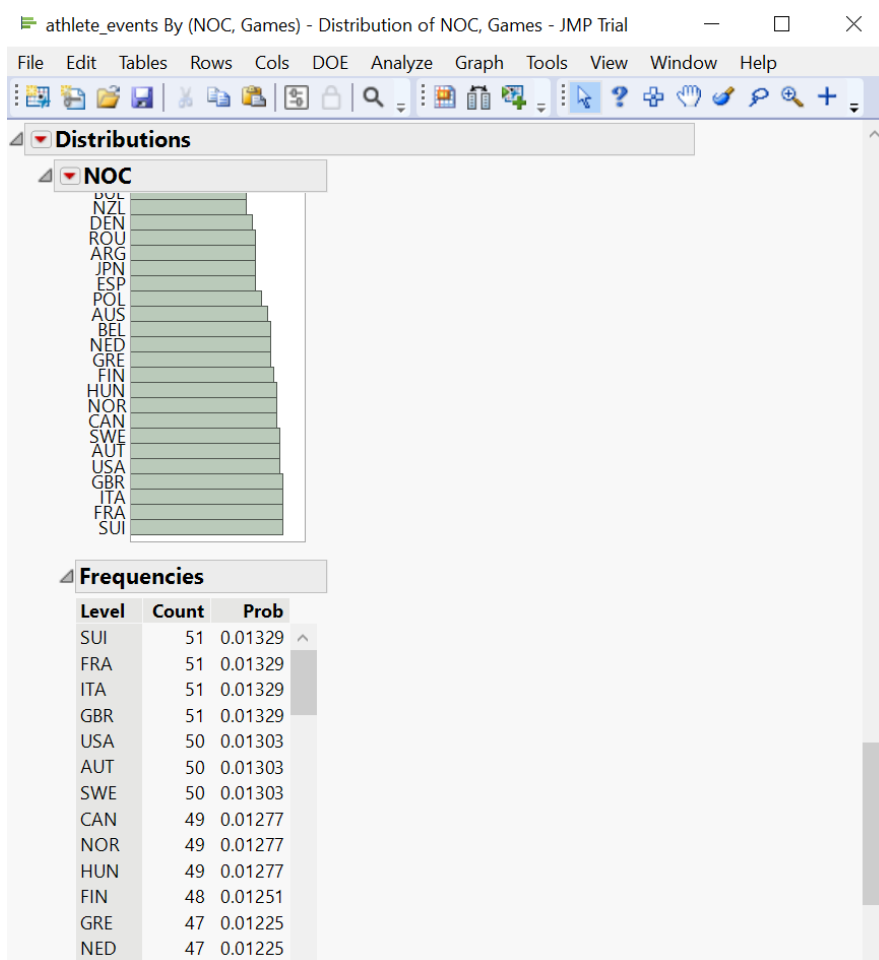 athlete_events By (NOC, Games) - Distribution of NOC, Games - JMP Trial
File Edit Tables Rows Cols DOE Analyze Graph Tools View Window Help
Distributions
NOC
NZL
DEN
ROU
ARG
JPN
ESP
POL
AUS
BEL
NED
GRE
FIN
HUN
NOR
CAN
SWE
AUT
USA
GBR
ITA
FRA
SUI
Frequencies
Level Count Prob
SUI 51 0.01329
FRA 51 0.01329
ITA 51 0.01329
GBR 51 0.01329
USA 50 0.01303
AUT 50 0.01303
SWE 50 0.01303
CAN 49 0.01277
NOR 49 0.01277
HUN 49 0.01277
FIN 48 0.01251
GRE 47 0.01225
NED 47 0.01225